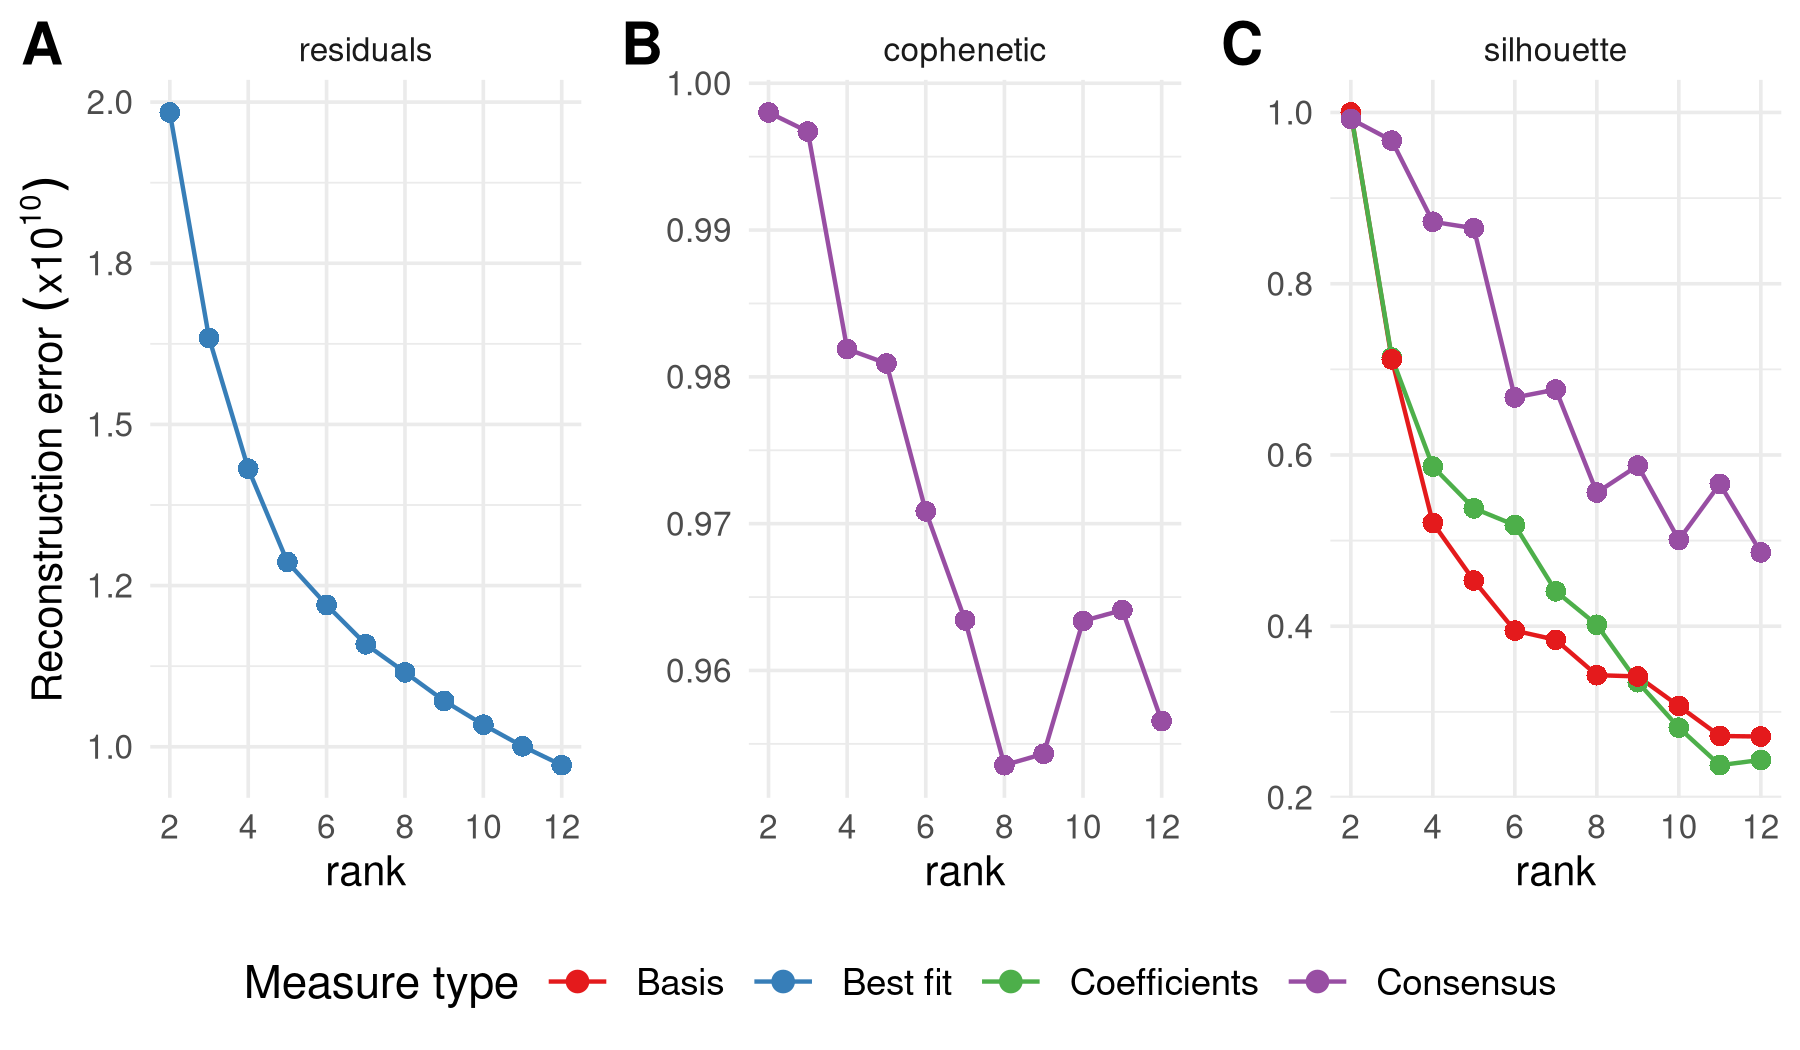 A residuals B cophenetic C silhouette
Reconstruction error (x10¹⁰)
2.0
1.8
1.5
1.2
1.0
2 4 6 8 10 12
rank
1.00
0.99
0.98
0.97
0.96
2 4 6 8 10 12
rank
1.0
0.8
0.6
0.4
0.2
2 4 6 8 10 12
rank
Measure type Basis Best fit Coefficients Consensus